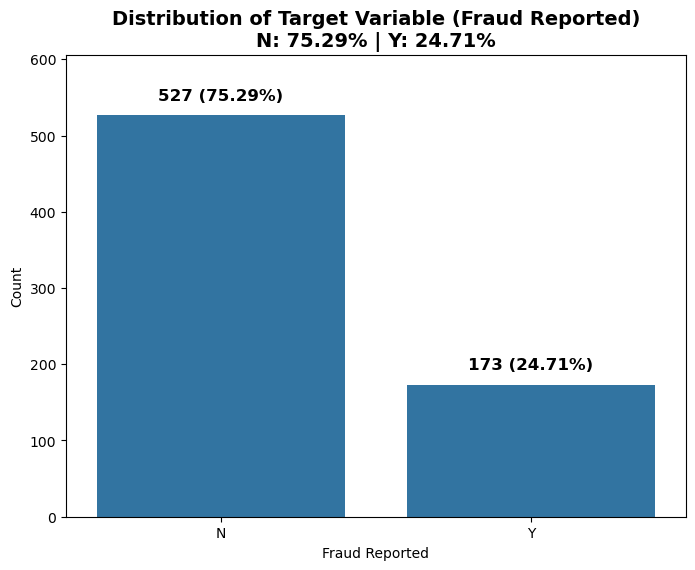 Distribution of Target Variable (Fraud Reported)
N: 75.29% | Y: 24.71%
600
500
400
300
200
100
0
Count
527 (75.29%)
173 (24.71%)
N
Y
Fraud Reported